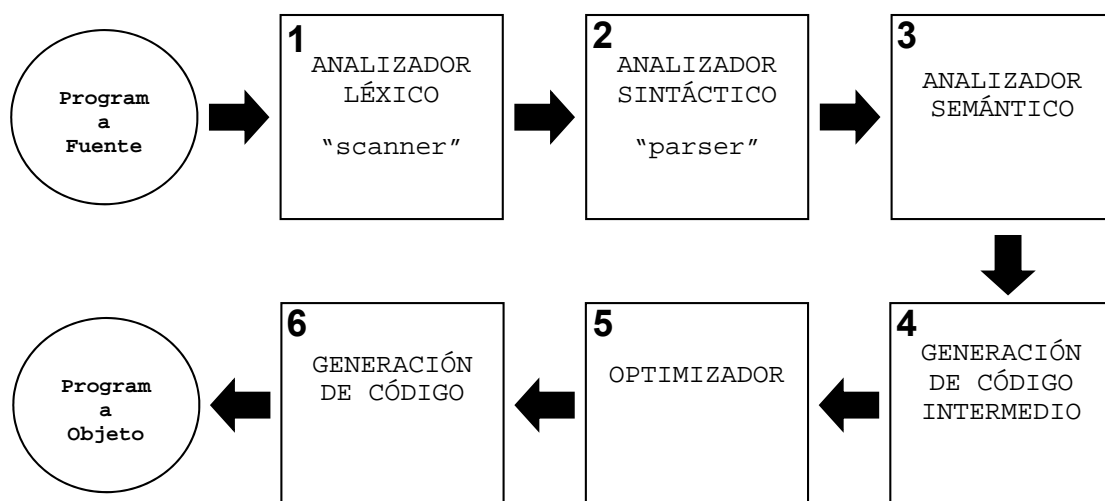 Program
a
Fuente
1
ANALIZADOR
LÉXICO
“scanner”
2
ANALIZADOR
SINTÁCTICO
“parser”
3
ANALIZADOR
SEMÁNTICO
4
GENERACIÓN
DE CÓDIGO
INTERMEDIO
5
OPTIMIZADOR
6
GENERACIÓN
DE CÓDIGO
Program
a
Objeto